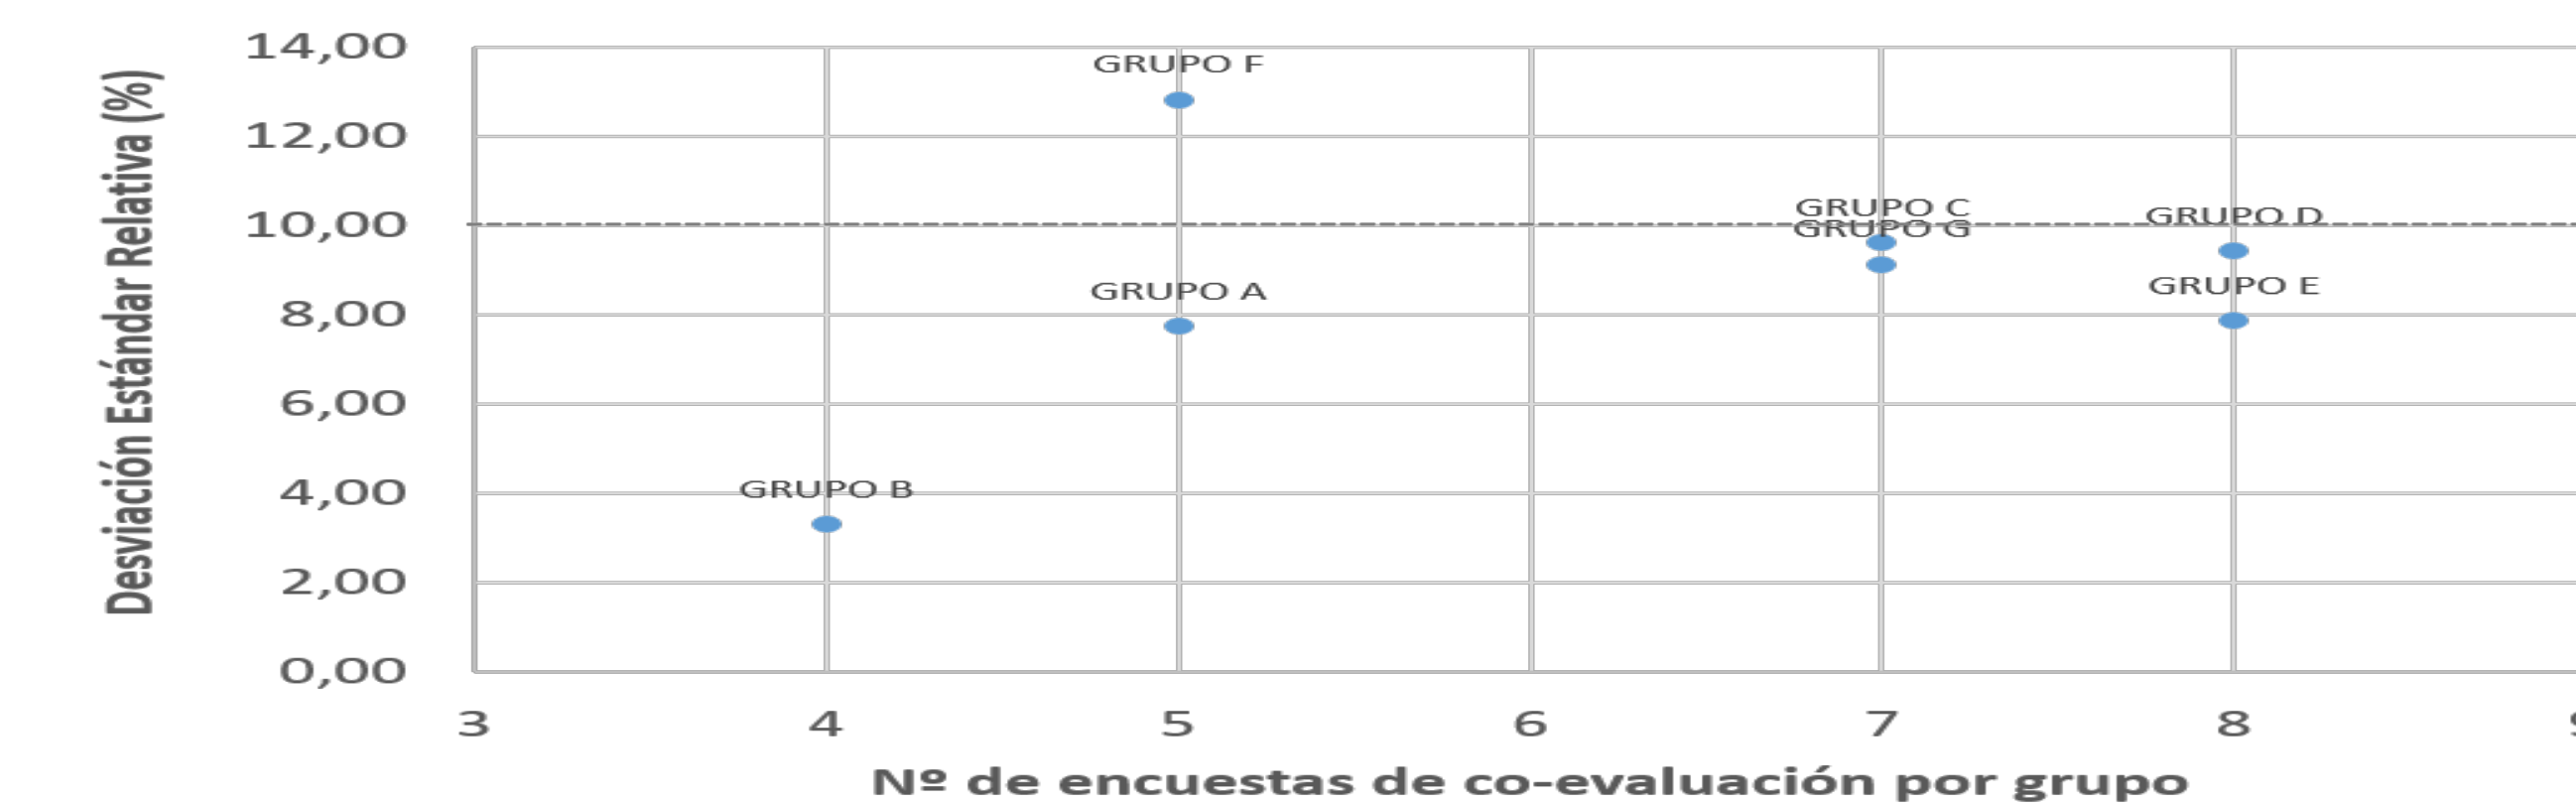 Desviación Estándar Relativa (%)
14,00
12,00
10,00
8,00
6,00
4,00
2,00
0,00
GRUPO F
GRUPO C
GRUPO D
GRUPO G
GRUPO E
GRUPO A
GRUPO B
3 4 5 6 7 8
Nº de encuestas de co-evaluación por grupo